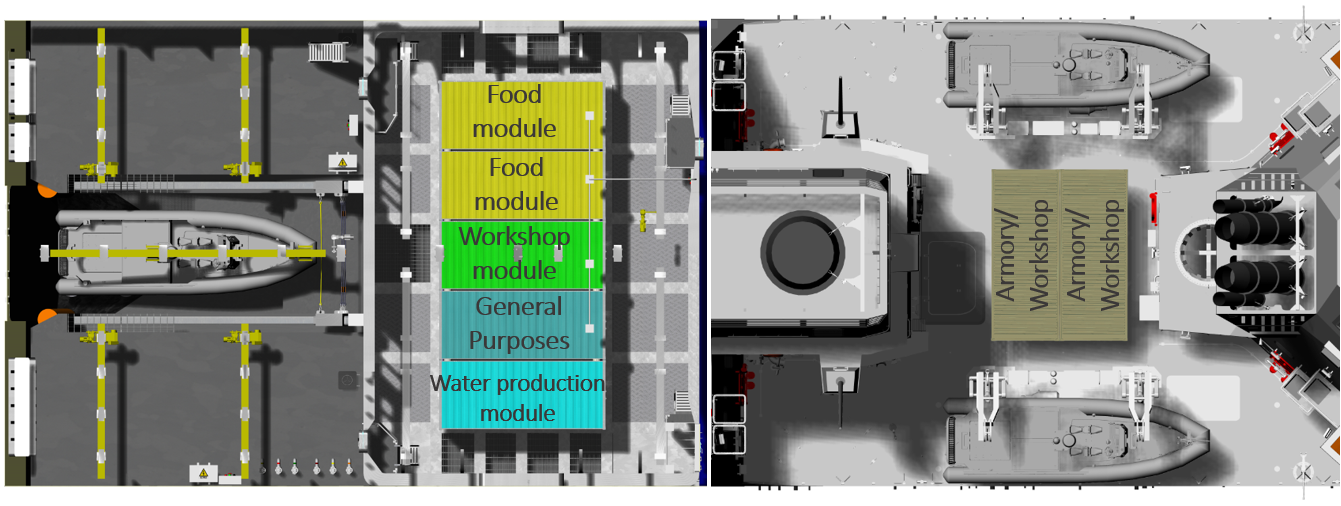 Food
module
Food
module
Workshop
module
General
Purposes
Water production
module
Armory/
Workshop
Armory/
Workshop